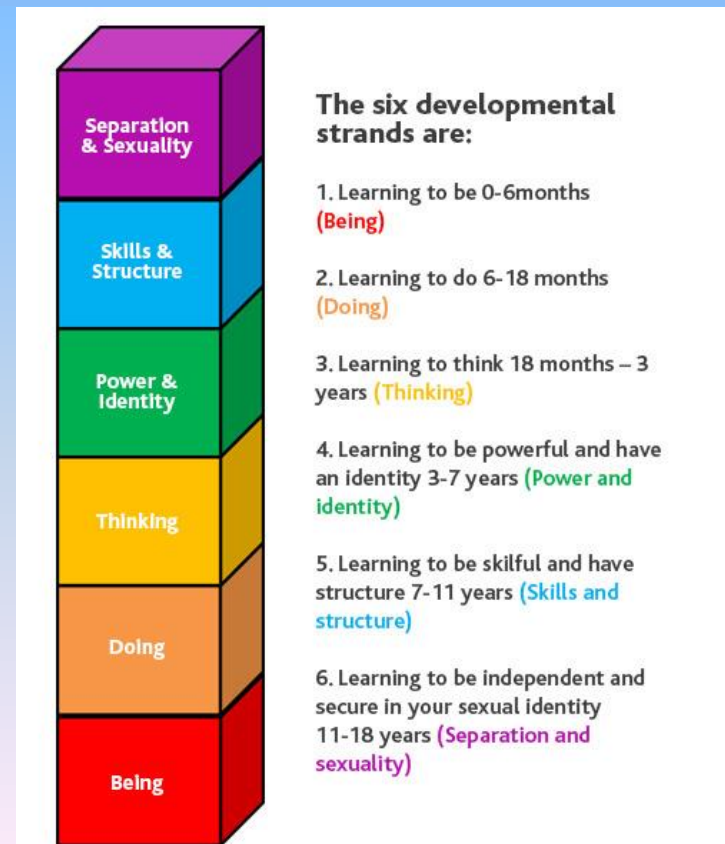 Separation
& Sexuality
Skills &
Structure
Power &
Identity
Thinking
Doing
Being
The six developmental
strands are:
1. Learning to be 0-6months
(Being)
2. Learning to do 6-18 months
(Doing)
3. Learning to think 18 months – 3
years (Thinking)
4. Learning to be powerful and have
an identity 3-7 years (Power and
identity)
5. Learning to be skilful and have
structure 7-11 years (Skills and
structure)
6. Learning to be independent and
secure in your sexual identity
11-18 years (Separation and
sexuality)